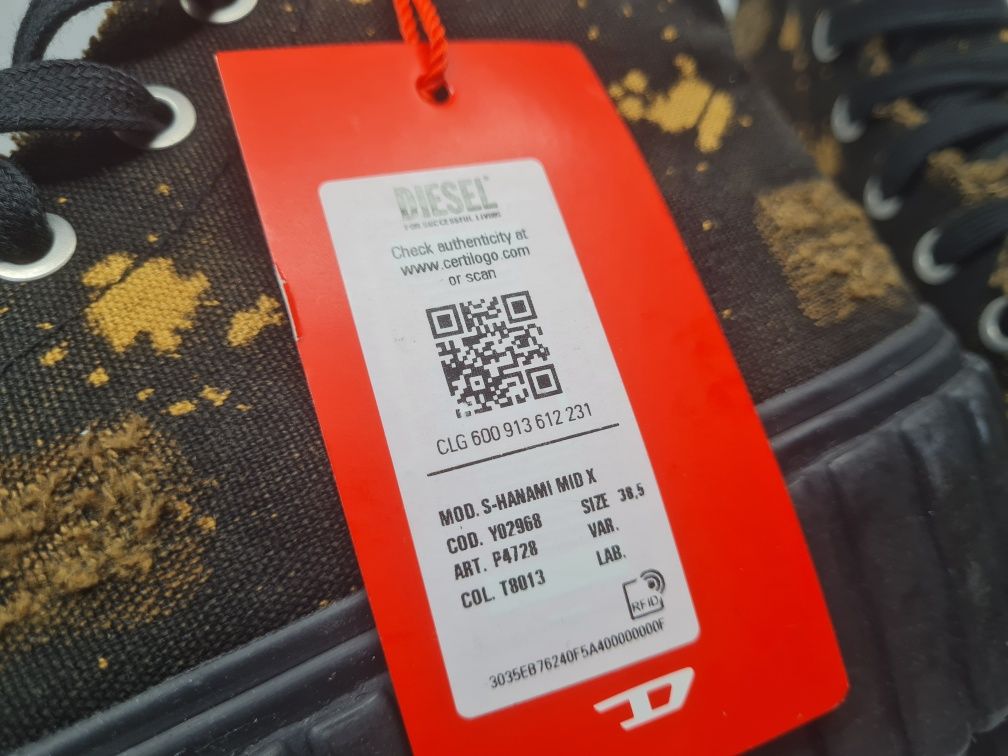 DIESEL
FOR SUCCESSFUL LIVING
Check authenticity at
www.certilogo.com
or scan
CLG 600 913 612 231
MOD. S-HANAMI MID X
COD. Y02968 SIZE 38,5
ART. P4728 VAR.
COL. T8013 LAB.
RFID
3035EB76240F5A400000000F
D